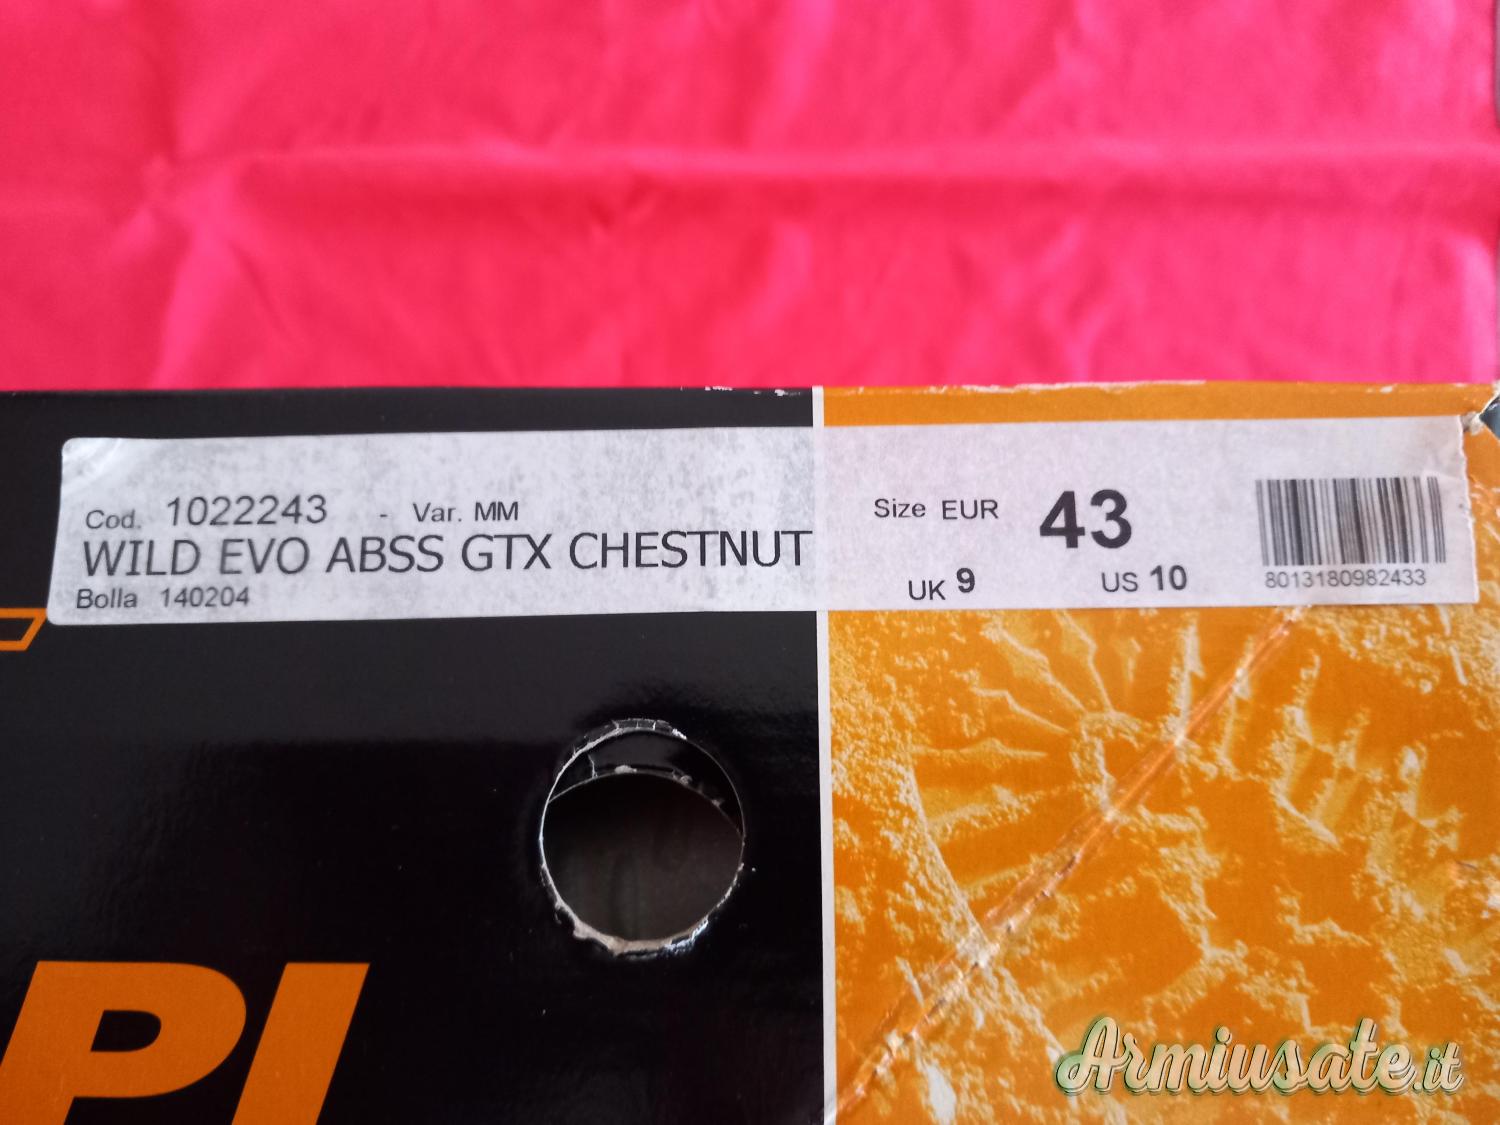 Cod. 1022243 - Var. MM
WILD EVO ABSS GTX CHESTNUT
Bolla 140204
Size EUR 43
UK 9 US 10
8013180982433
PI
Armiusate.it